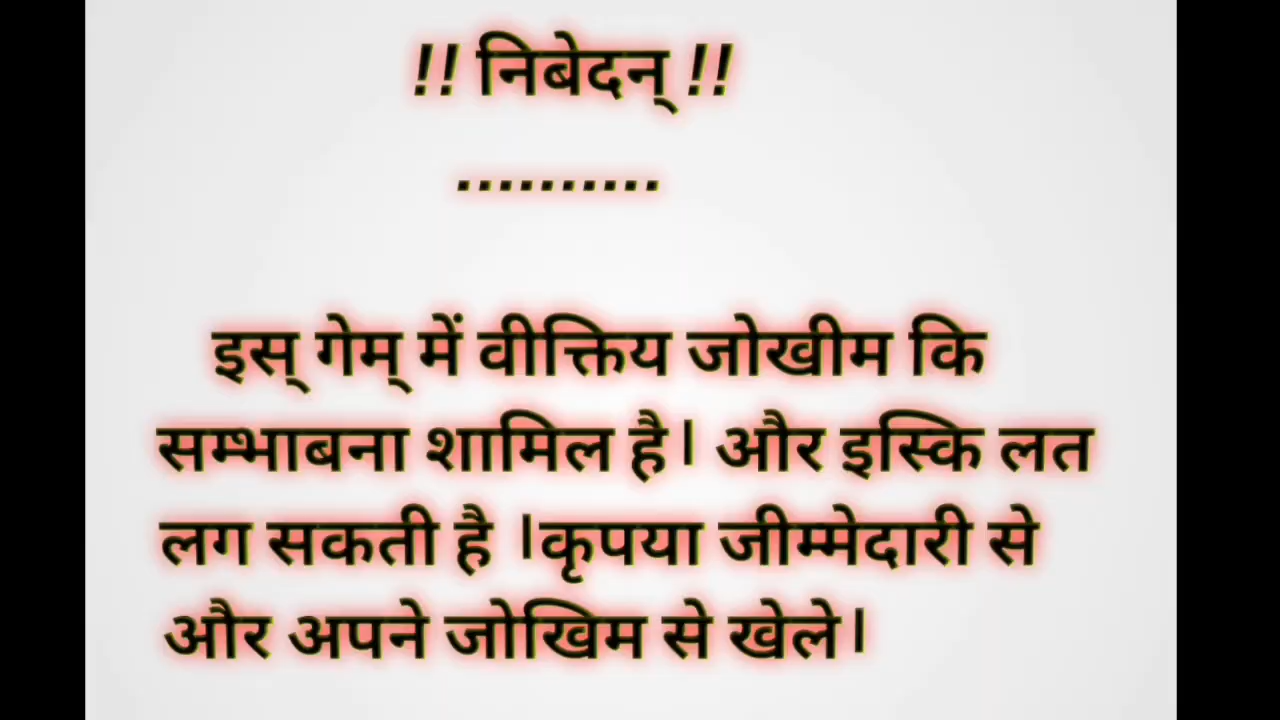 !! निबेदन् !!
..........
इस् गेम् में वीक्तिय जोखीम कि
सम्भाबना शामिल है। और इस्कि लत
लग सकती है ।कृपया जीम्मेदारी से
और अपने जोखिम से खेले।